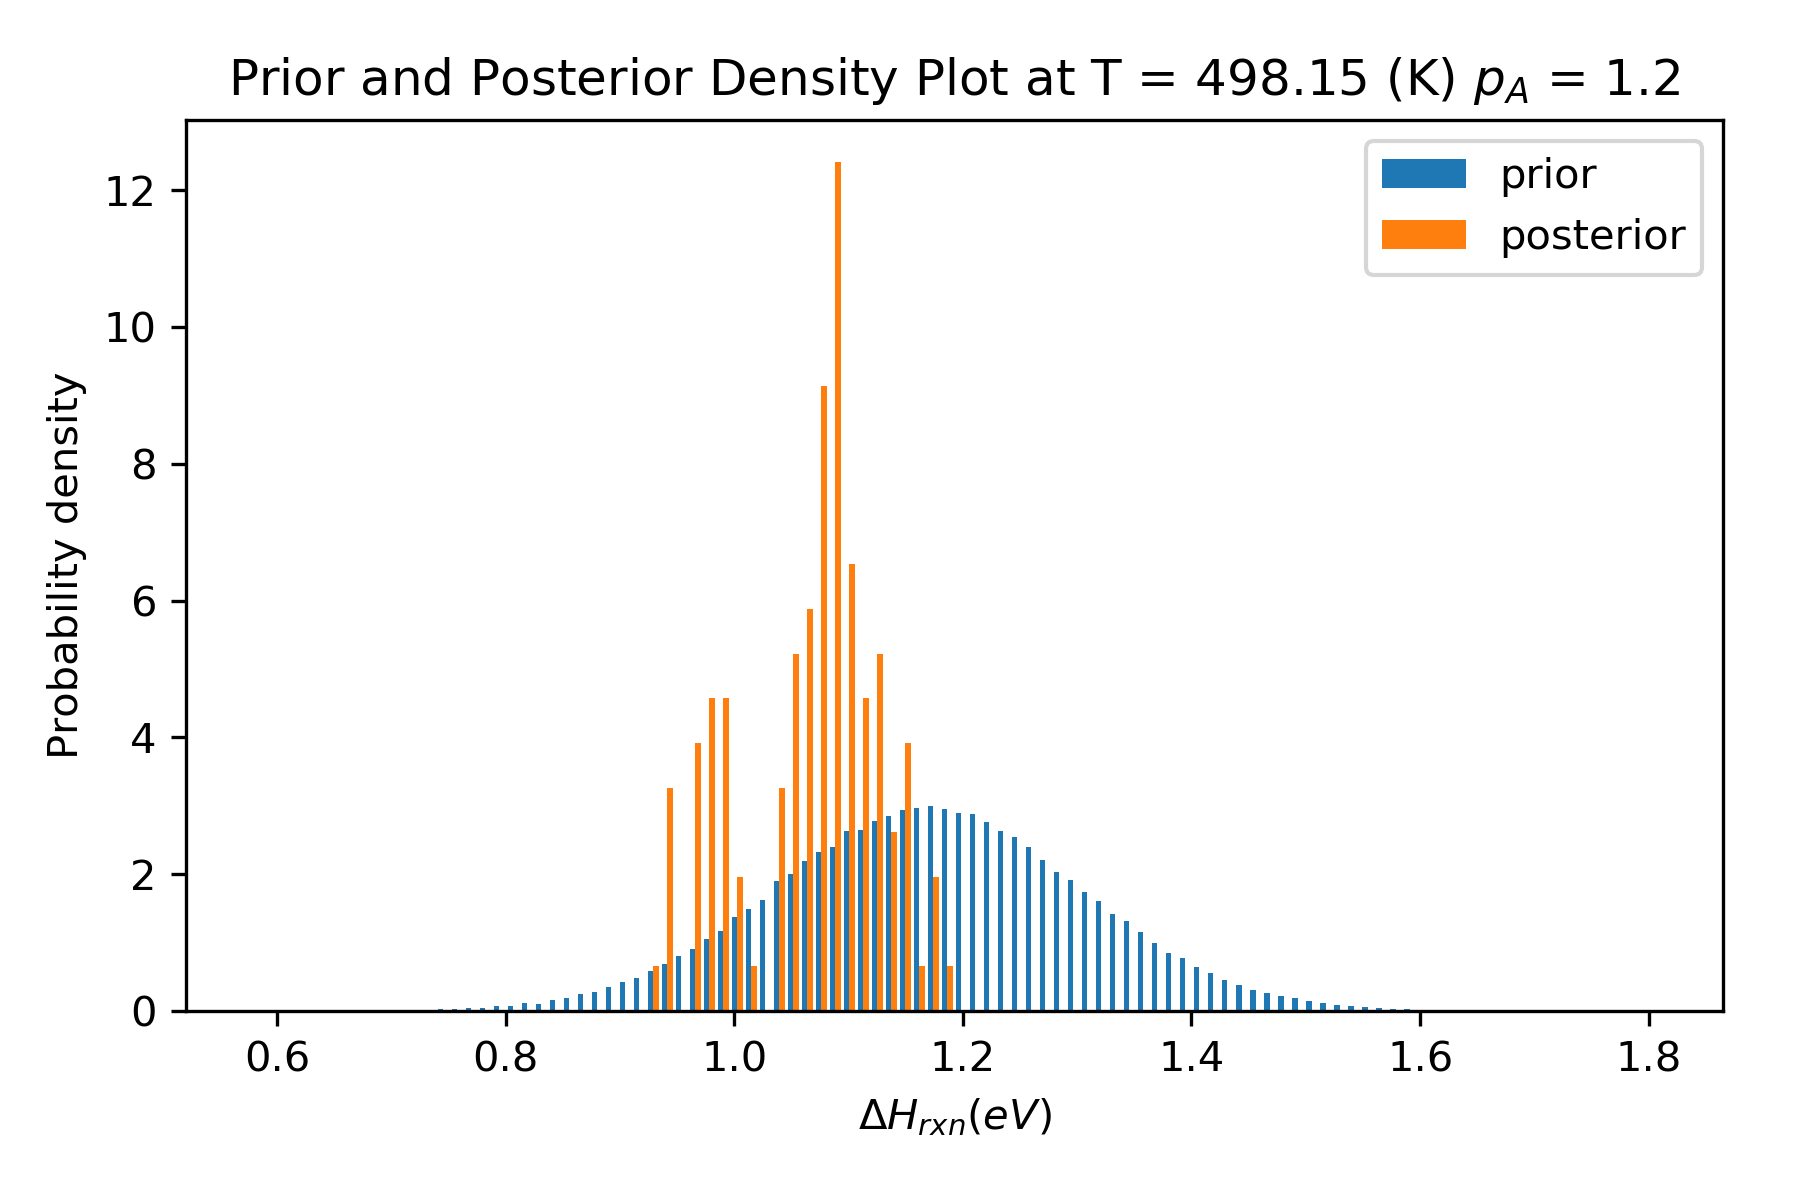 Prior and Posterior Density Plot at T = 498.15 (K) p_A = 1.2
prior
posterior
Probability density
12
10
8
6
4
2
0
0.6 0.8 1.0 1.2 1.4 1.6 1.8
ΔH_rxn(eV)